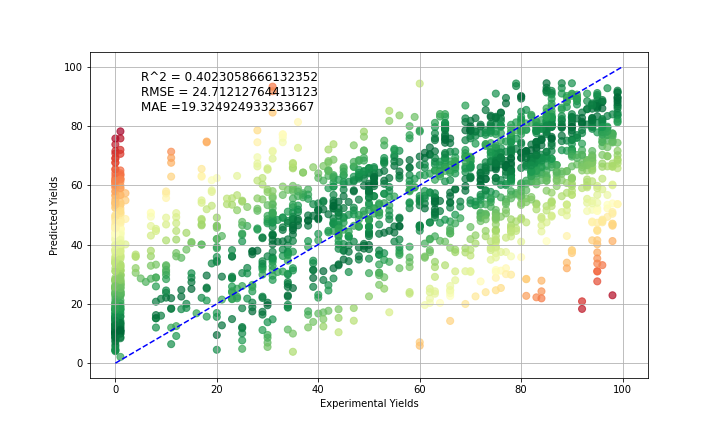 R^2 = 0.4023058666132352
RMSE = 24.71212764413123
MAE =19.324924933233667
100
80
60
40
20
0
Predicted Yields
0 20 40 60 80 100
Experimental Yields